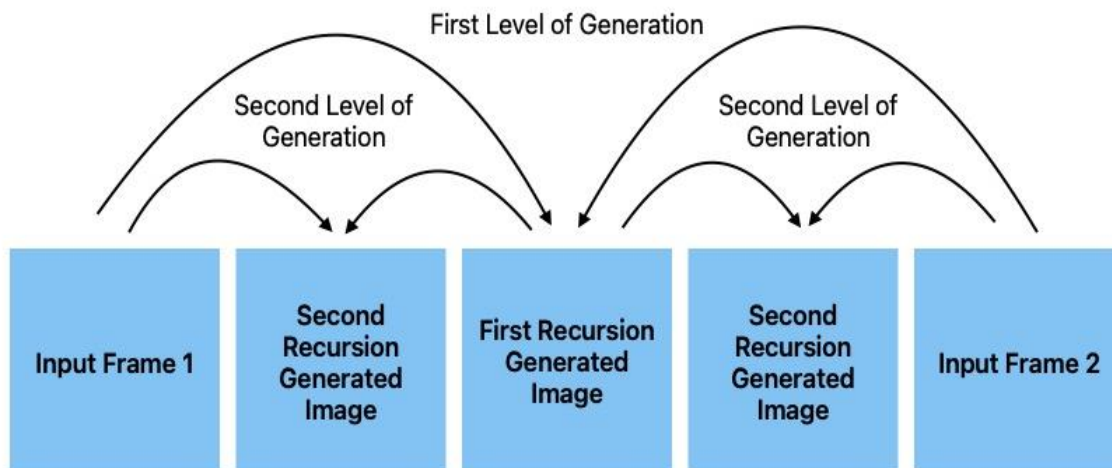 First Level of Generation
Second Level of
Generation
Second Level of
Generation
Input Frame 1
Second
Recursion
Generated
Image
First Recursion
Generated
Image
Second
Recursion
Generated
Image
Input Frame 2